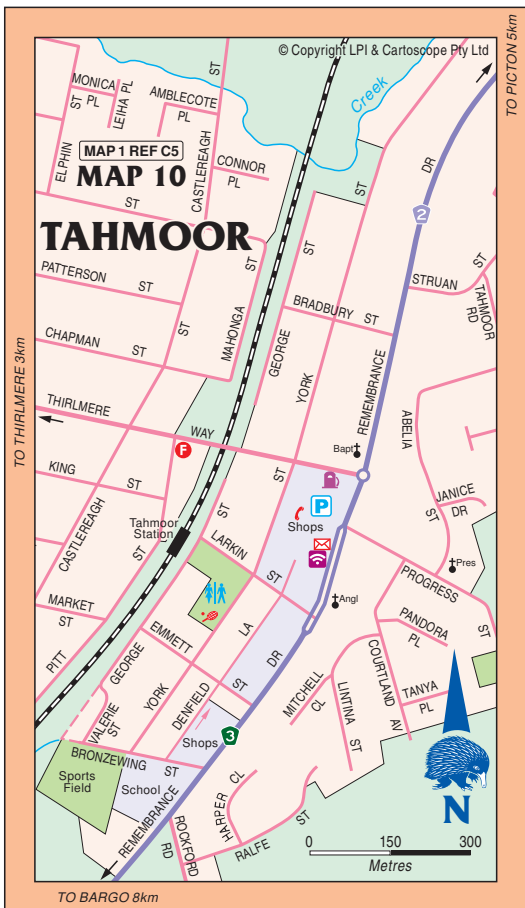 TO PICTON 5km
© Copyright LPI & Cartoscope Pty Ltd
MONICA
PL
ELPHIN
ST
LEIHA PL
AMBLECOTE
PL
CASTLEREAGH
ST
Creek
MAP 1 REF C5
MAP 10
CONNOR
PL
ST
TAHMOOR
ST
DR
2
PATTERSON
ST
MAHONGA
ST
ST
STRUAN
ST
TAHMOOR
RD
BRADBURY ST
CHAPMAN
ST
ST
GEORGE
YORK
REMEMBRANCE
TO THIRLMERE 3km
THIRLMERE
WAY
F
Bapt
ABELIA
ST
KING
ST
ST
ST
P
Shops
JANICE
DR
CASTLEREAGH
Tahmoor
Station
LARKIN
ST
Pres
PROGRESS
ST
Angl
MARKET
ST
PITT
ST
GEORGE
EMMETT
ST
LA
DR
PANDORA
PL
COURTLAND
AV
TANYA
PL
MITCHELL
CL
LINTINA
ST
YORK
DENFIELD
VALERIE
ST
3
Shops
BRONZEWING
ST
Sports
Field
School
REMEMBRANCE
ROCKFORD
RD
HARPER CL
RALFE
ST
N
0 150 300
Metres
TO BARGO 8km